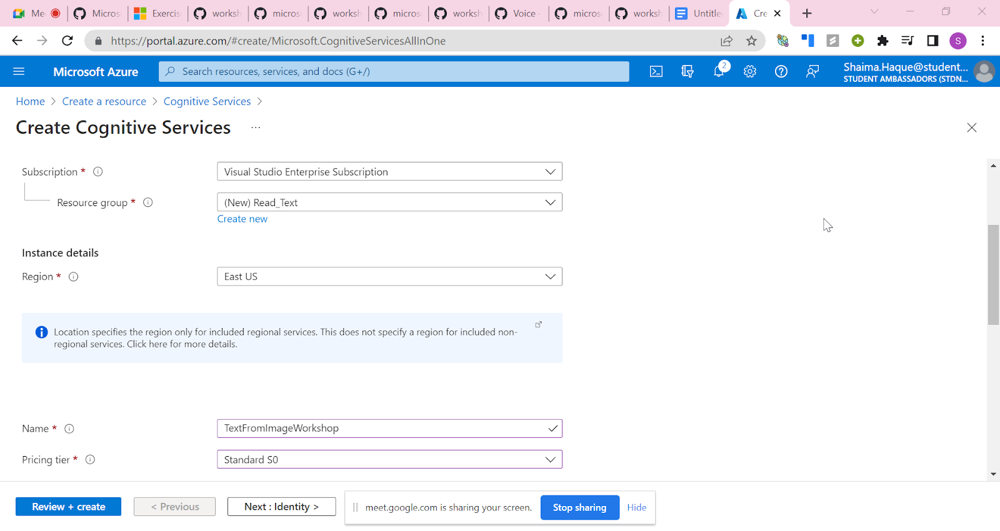 Me
Micros
Exercis
worksh
micros
worksh
micros
worksh
Voice
micros
worksh
Untitle
Cre
https://portal.azure.com/#create/Microsoft.CognitiveServicesAllInOne
S
Microsoft Azure
Search resources, services, and docs (G+/)
2
Shaima.Haque@student...
STUDENT AMBASSADORS (STDN...
Home > Create a resource > Cognitive Services >
Create Cognitive Services ...
Subscription *
Visual Studio Enterprise Subscription
Resource group *
(New) Read_Text
Create new
Instance details
Region *
East US
Location specifies the region only for included regional services. This does not specify a region for included non-
regional services. Click here for more details.
Name *
TextFromImageWorkshop
Pricing tier *
Standard S0
Review + create
< Previous
Next : Identity >
meet.google.com is sharing your screen.
Stop sharing
Hide